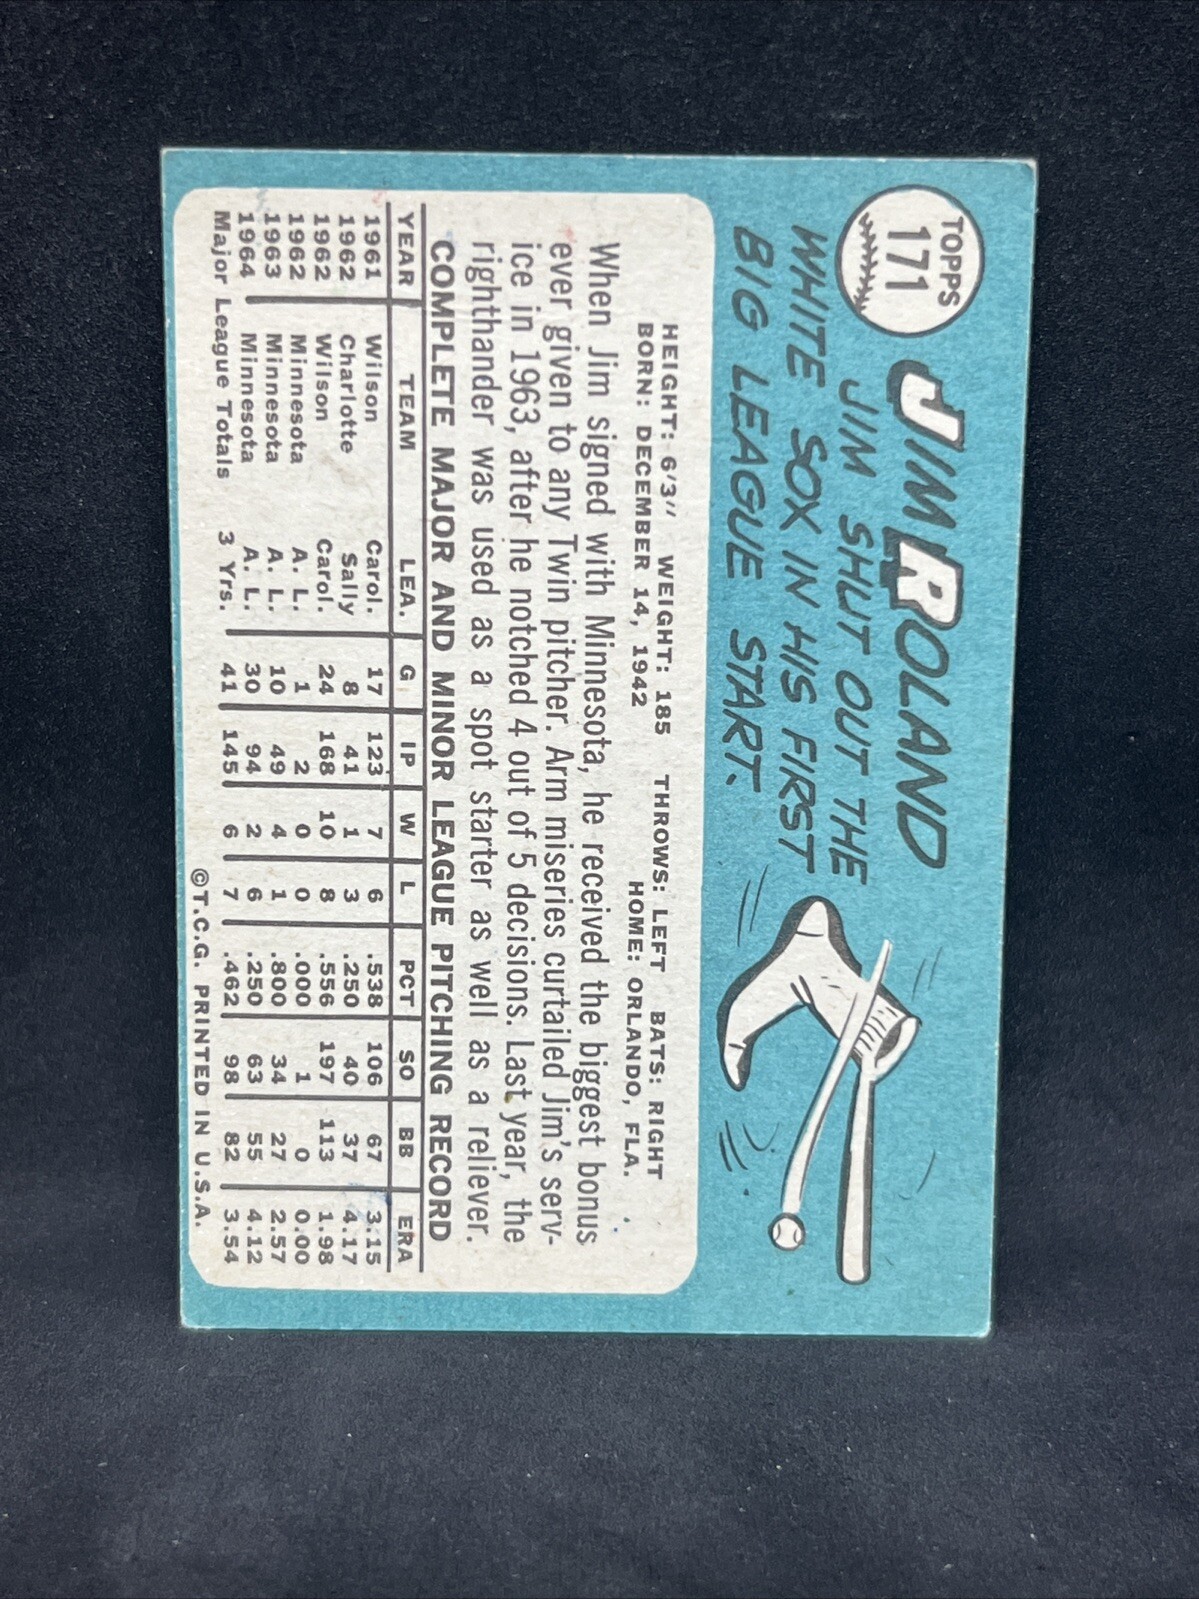 TOPPS
171
JIM ROLAND
JIM SHUT OUT THE
WHITE SOX IN HIS FIRST
BIG LEAGUE START.
HEIGHT: 6'3" WEIGHT: 185 THROWS: LEFT BATS: RIGHT
BORN: DECEMBER 14, 1942 HOME: ORLANDO, FLA.
When Jim signed with Minnesota, he received the biggest bonus
ever given to any Twin pitcher. Arm miseries curtailed Jim's serv-
ice in 1963, after he notched 4 out of 5 decisions. Last year, the
righthander was used as a spot starter as well as a reliever.
COMPLETE MAJOR AND MINOR LEAGUE PITCHING RECORD
YEAR TEAM LEA. G IP W L PCT SO BB ERA
1961 Wilson Carol. 17 123 7 6 .538 106 67 3.15
1962 Charlotte Sally 8 41 1 3 .250 40 37 4.17
1962 Wilson Carol. 24 168 10 8 .556 197 113 1.98
1962 Minnesota A. L. 1 2 0 0 .000 1 0 0.00
1963 Minnesota A. L. 10 49 4 1 .800 34 27 2.57
1964 Minnesota A. L. 30 94 2 6 .250 63 55 4.12
Major League Totals 3 Yrs. 41 145 6 7 .462 98 82 3.54
©T.C.G. PRINTED IN U.S.A.